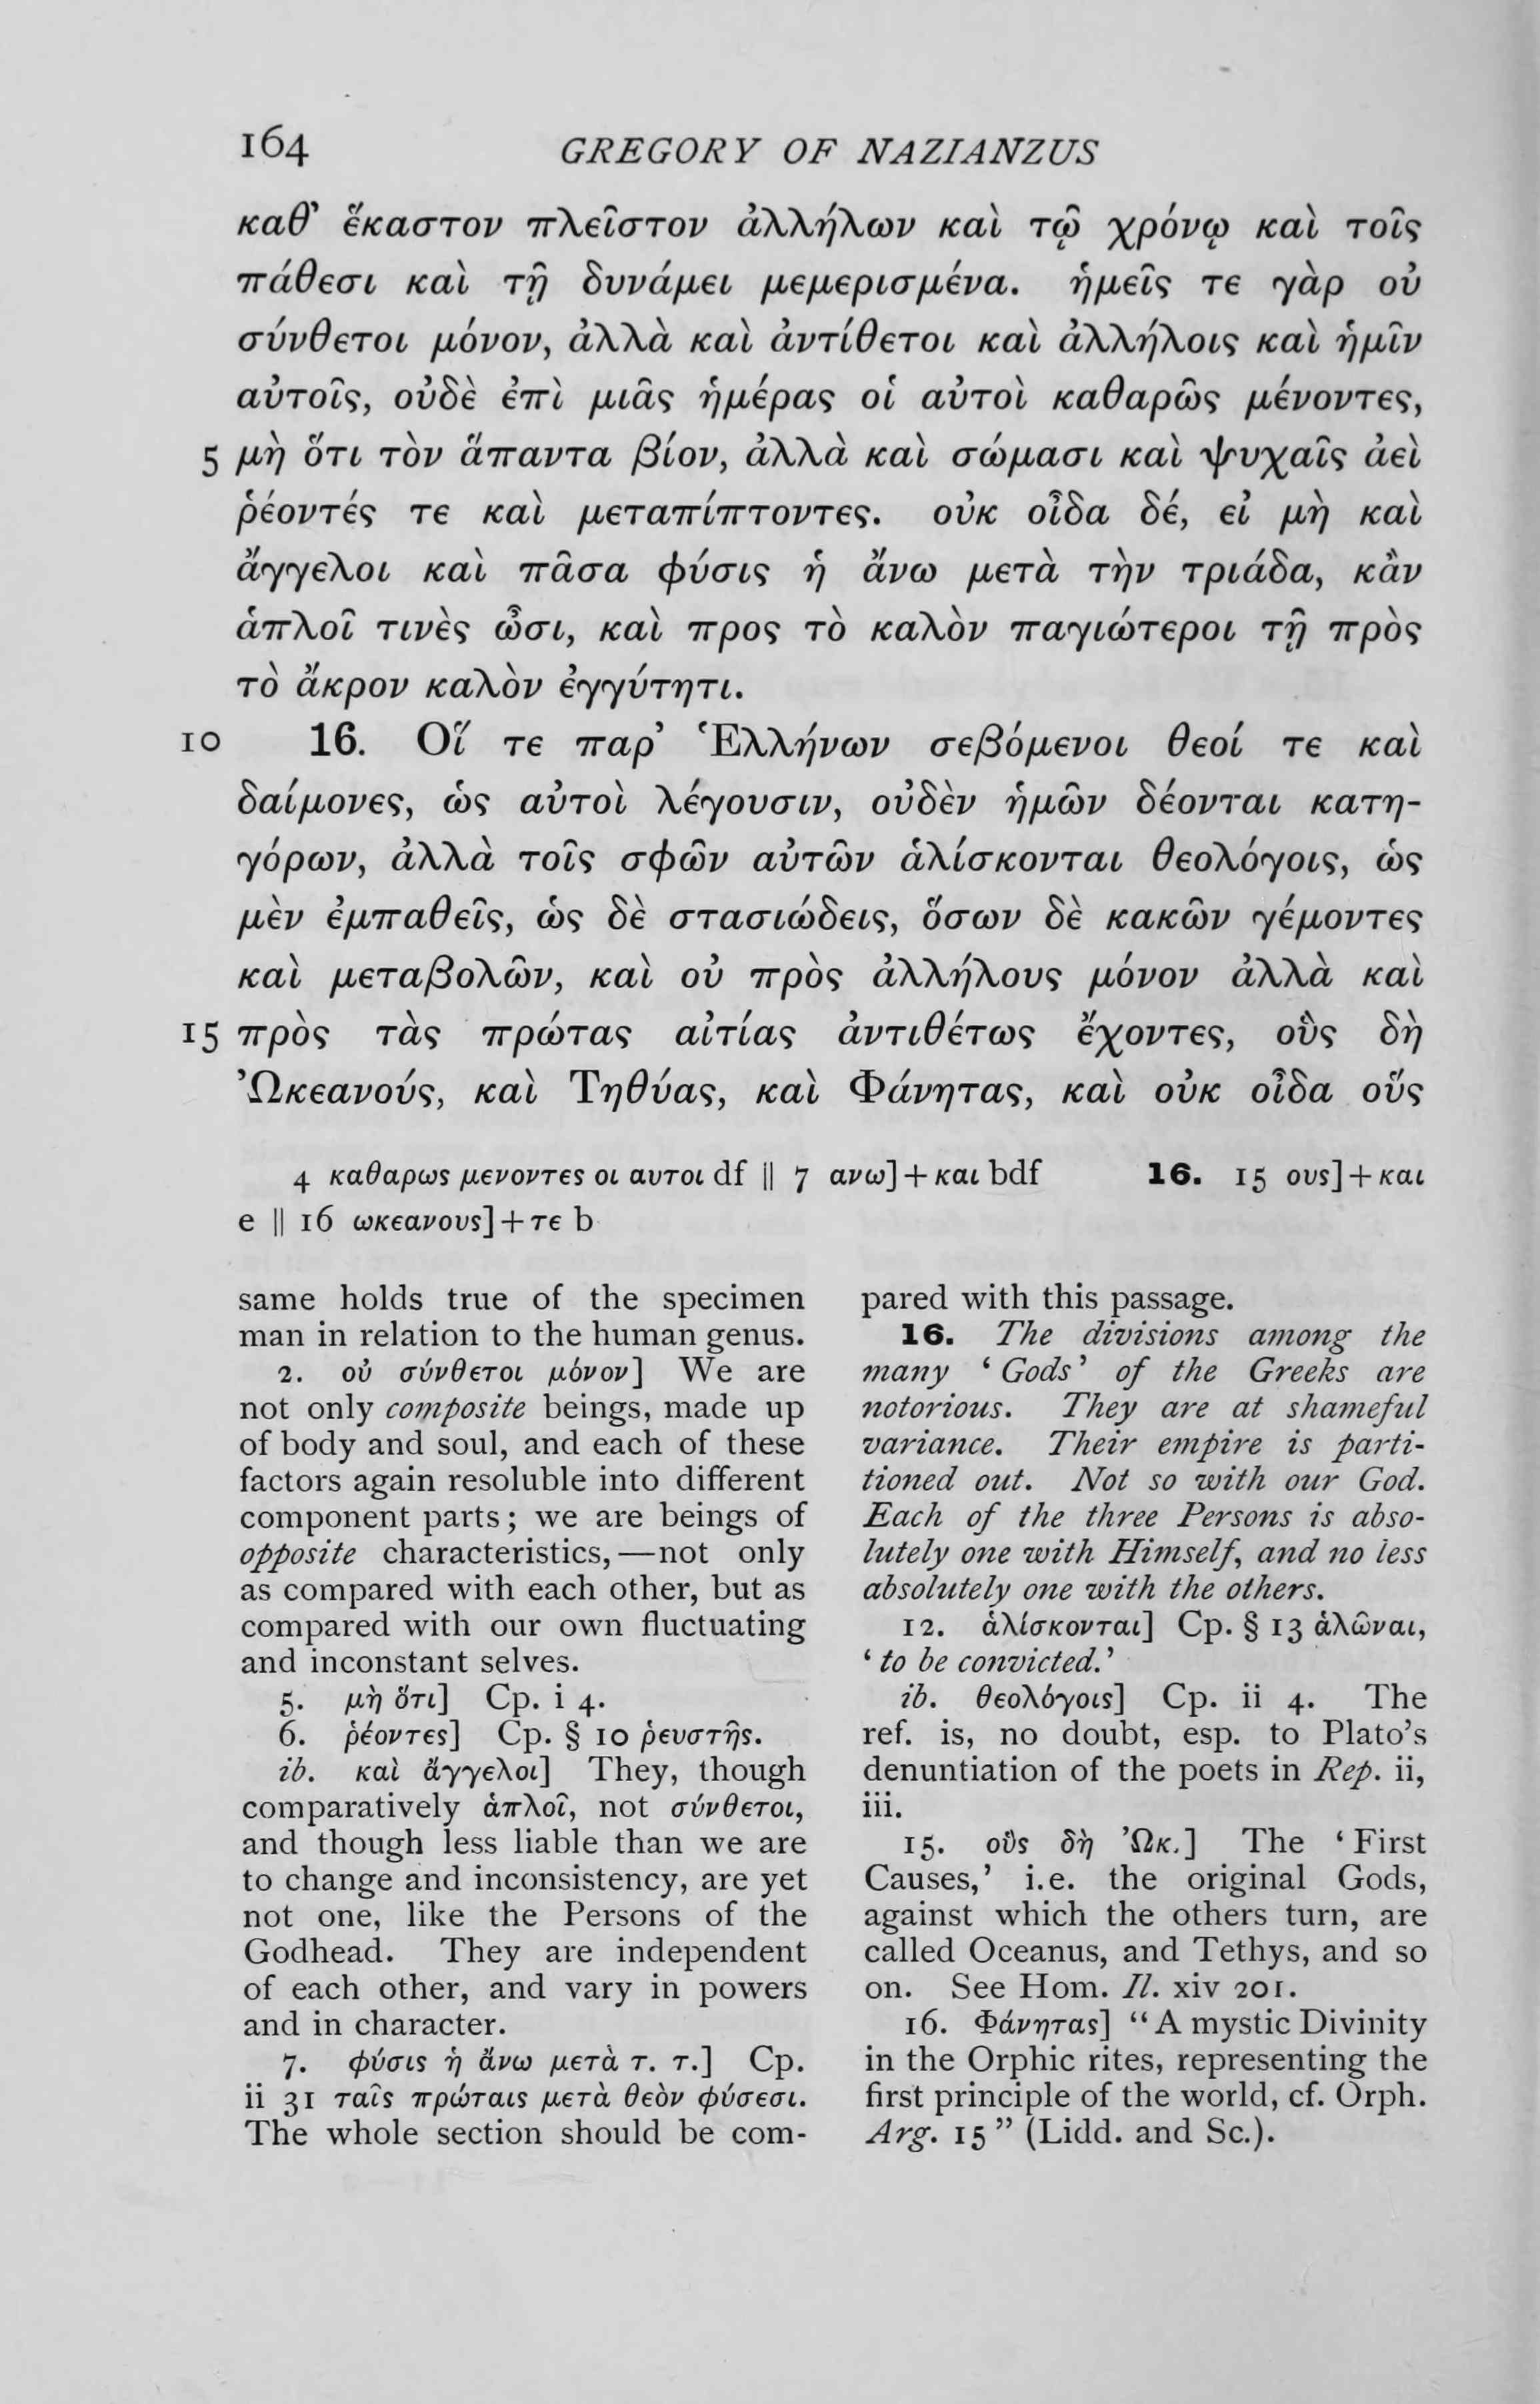 164 GREGORY OF NAZIANZUS
καθ' ἕκαστον πλεῖστον ἀλλήλων καὶ τῷ χρόνῳ καὶ τοῖς
πάθεσι καὶ τῇ δυνάμει μεμερισμένα. ἡμεῖς τε γὰρ οὐ
σύνθετοι μόνον, ἀλλὰ καὶ ἀντίθετοι καὶ ἀλλήλοις καὶ ἡμῖν
αὐτοῖς, οὐδὲ ἐπὶ μιᾶς ἡμέρας οἱ αὐτοὶ καθαρῶς μένοντες,
5 μὴ ὅτι τὸν ἅπαντα βίον, ἀλλὰ καὶ σώμασι καὶ ψυχαῖς ἀεὶ
ῥέοντές τε καὶ μεταπίπτοντες. οὐκ οἶδα δέ, εἰ μὴ καὶ
ἄγγελοι καὶ πᾶσα φύσις ἡ ἄνω μετὰ τὴν τριάδα, κἂν
ἁπλοῖ τινὲς ὦσι, καὶ προς τὸ καλὸν παγιώτεροι τῇ πρὸς
τὸ ἄκρον καλὸν ἐγγύτητι.
10 16. Οἵ τε παρ' Ἑλλήνων σεβόμενοι θεοί τε καὶ
δαίμονες, ὡς αὐτοὶ λέγουσιν, οὐδὲν ἡμῶν δέονται κατη-
γόρων, ἀλλὰ τοῖς σφῶν αὐτῶν ἁλίσκονται θεολόγοις, ὡς
μὲν ἐμπαθεῖς, ὡς δὲ στασιώδεις, ὅσων δὲ κακῶν γέμοντες
καὶ μεταβολῶν, καὶ οὐ πρὸς ἀλλήλους μόνον ἀλλὰ καὶ
15 πρὸς τὰς πρώτας αἰτίας ἀντιθέτως ἔχοντες, οὓς δὴ
Ὠκεανούς, καὶ Τηθύας, καὶ Φάνητας, καὶ οὐκ οἶδα οὕς
4 καθαρως μενοντες οι αυτοι df || 7 ανω]+και bdf 16. 15 ους]+και
e || 16 ωκεανους]+τε b
same holds true of the specimen
man in relation to the human genus.
2. οὐ σύνθετοι μόνον] We are
not only composite beings, made up
of body and soul, and each of these
factors again resoluble into different
component parts; we are beings of
opposite characteristics,—not only
as compared with each other, but as
compared with our own fluctuating
and inconstant selves.
5. μὴ ὅτι] Cp. i 4.
6. ῥέοντες] Cp. § 10 ῥευστῆς.
ib. καὶ ἄγγελοι] They, though
comparatively ἁπλοῖ, not σύνθετοι,
and though less liable than we are
to change and inconsistency, are yet
not one, like the Persons of the
Godhead. They are independent
of each other, and vary in powers
and in character.
7. φύσις ἡ ἄνω μετὰ τ. τ.] Cp.
ii 31 ταῖς πρώταις μετὰ θεὸν φύσεσι.
The whole section should be com-
pared with this passage.
16. The divisions among the
many ‘Gods’ of the Greeks are
notorious. They are at shameful
variance. Their empire is parti-
tioned out. Not so with our God.
Each of the three Persons is abso-
lutely one with Himself, and no less
absolutely one with the others.
12. ἁλίσκονται] Cp. § 13 ἁλῶναι,
‘to be convicted.’
ib. θεολόγοις] Cp. ii 4. The
ref. is, no doubt, esp. to Plato’s
denuntiation of the poets in Rep. ii,
iii.
15. οὓς δὴ Ὠκ.] The ‘First
Causes,’ i.e. the original Gods,
against which the others turn, are
called Oceanus, and Tethys, and so
on. See Hom. Il. xiv 201.
16. Φάνητας] “A mystic Divinity
in the Orphic rites, representing the
first principle of the world, cf. Orph.
Arg. 15” (Lidd. and Sc.).